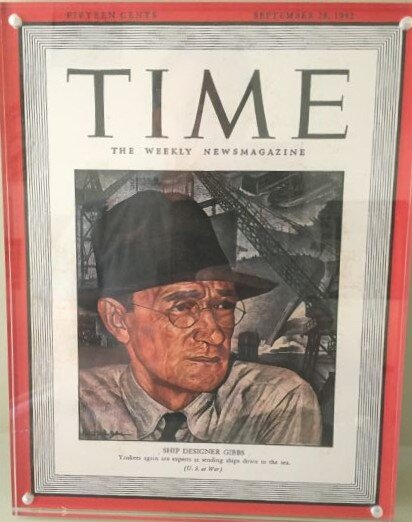 FIFTEEN CENTS SEPTEMBER 28, 1942
TIME
THE WEEKLY NEWSMAGAZINE
SHIP DESIGNER GIBBS
Yankees again are experts at sending ships down to the sea.
(U. S. at War)